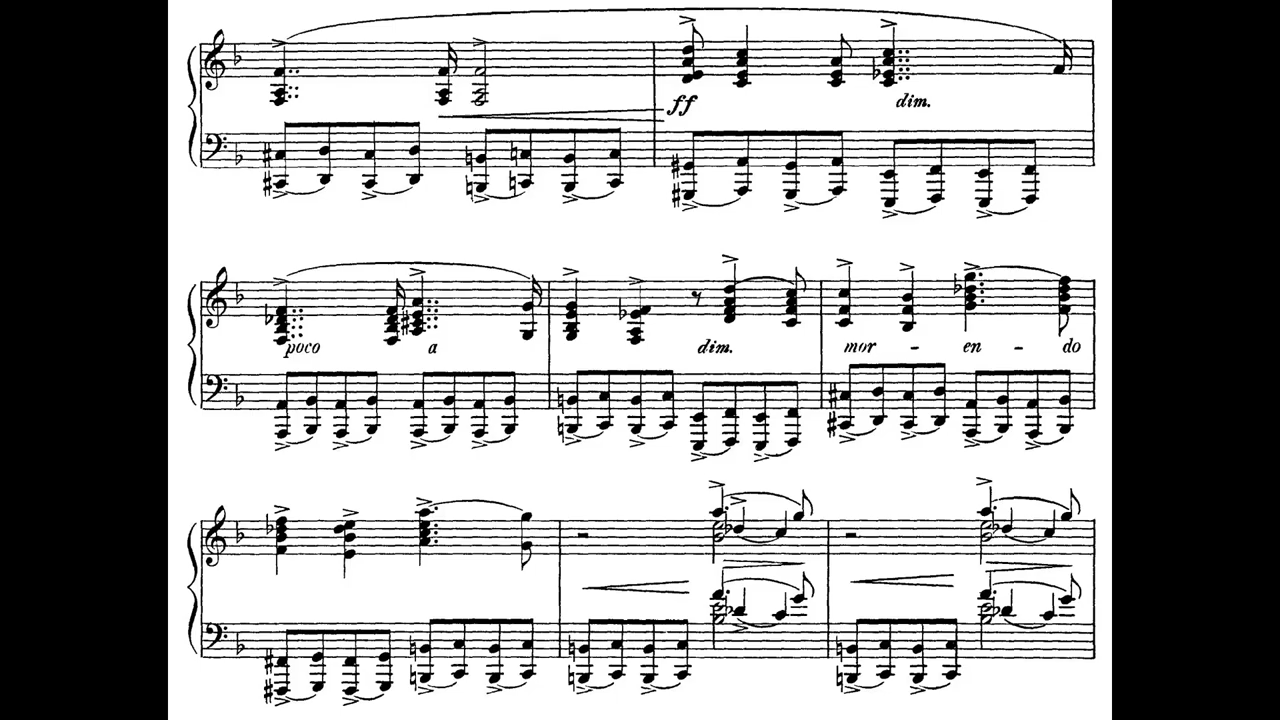 ff dim.
poco a dim. mor - en - do